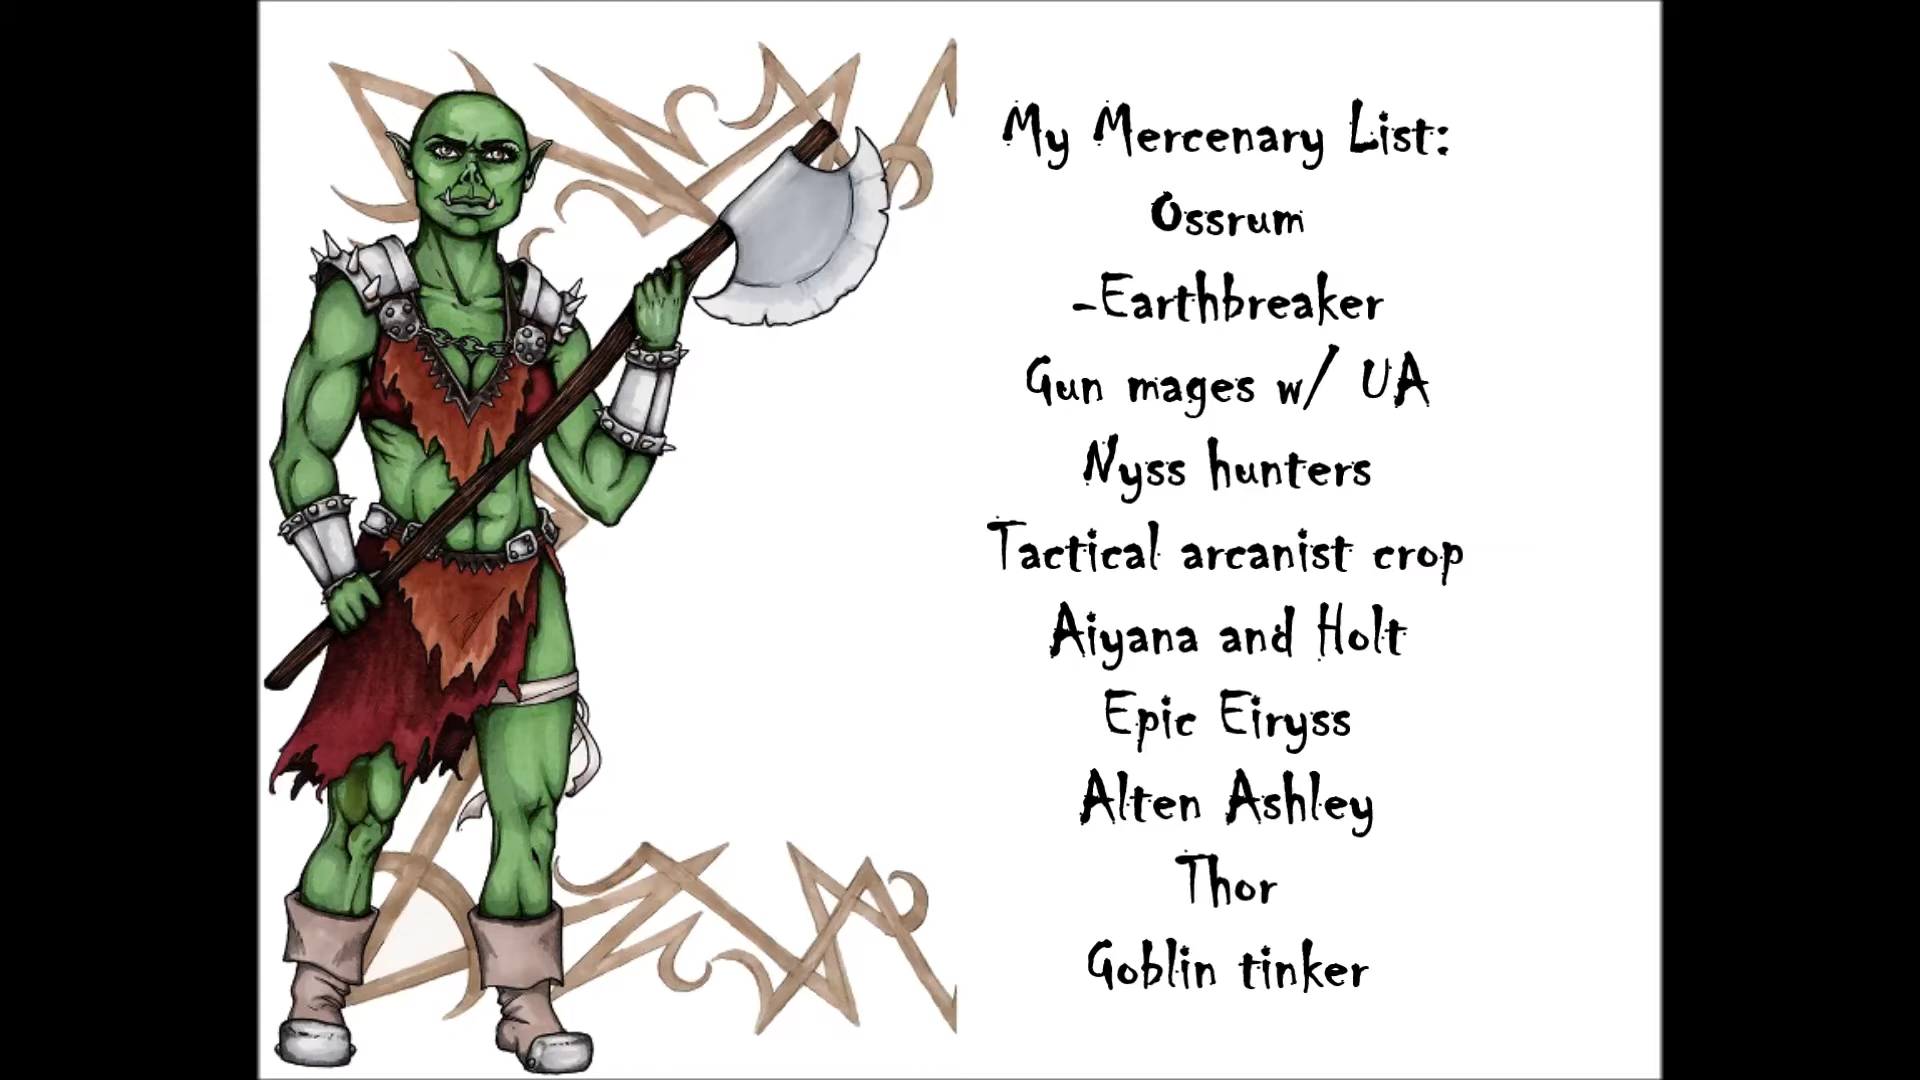 My Mercenary List:
Ossrum
-Earthbreaker
Gun mages w/ UA
Nyss hunters
Tactical arcanist crop
Aiyana and Holt
Epic Eiryss
Alten Ashley
Thor
Goblin tinker